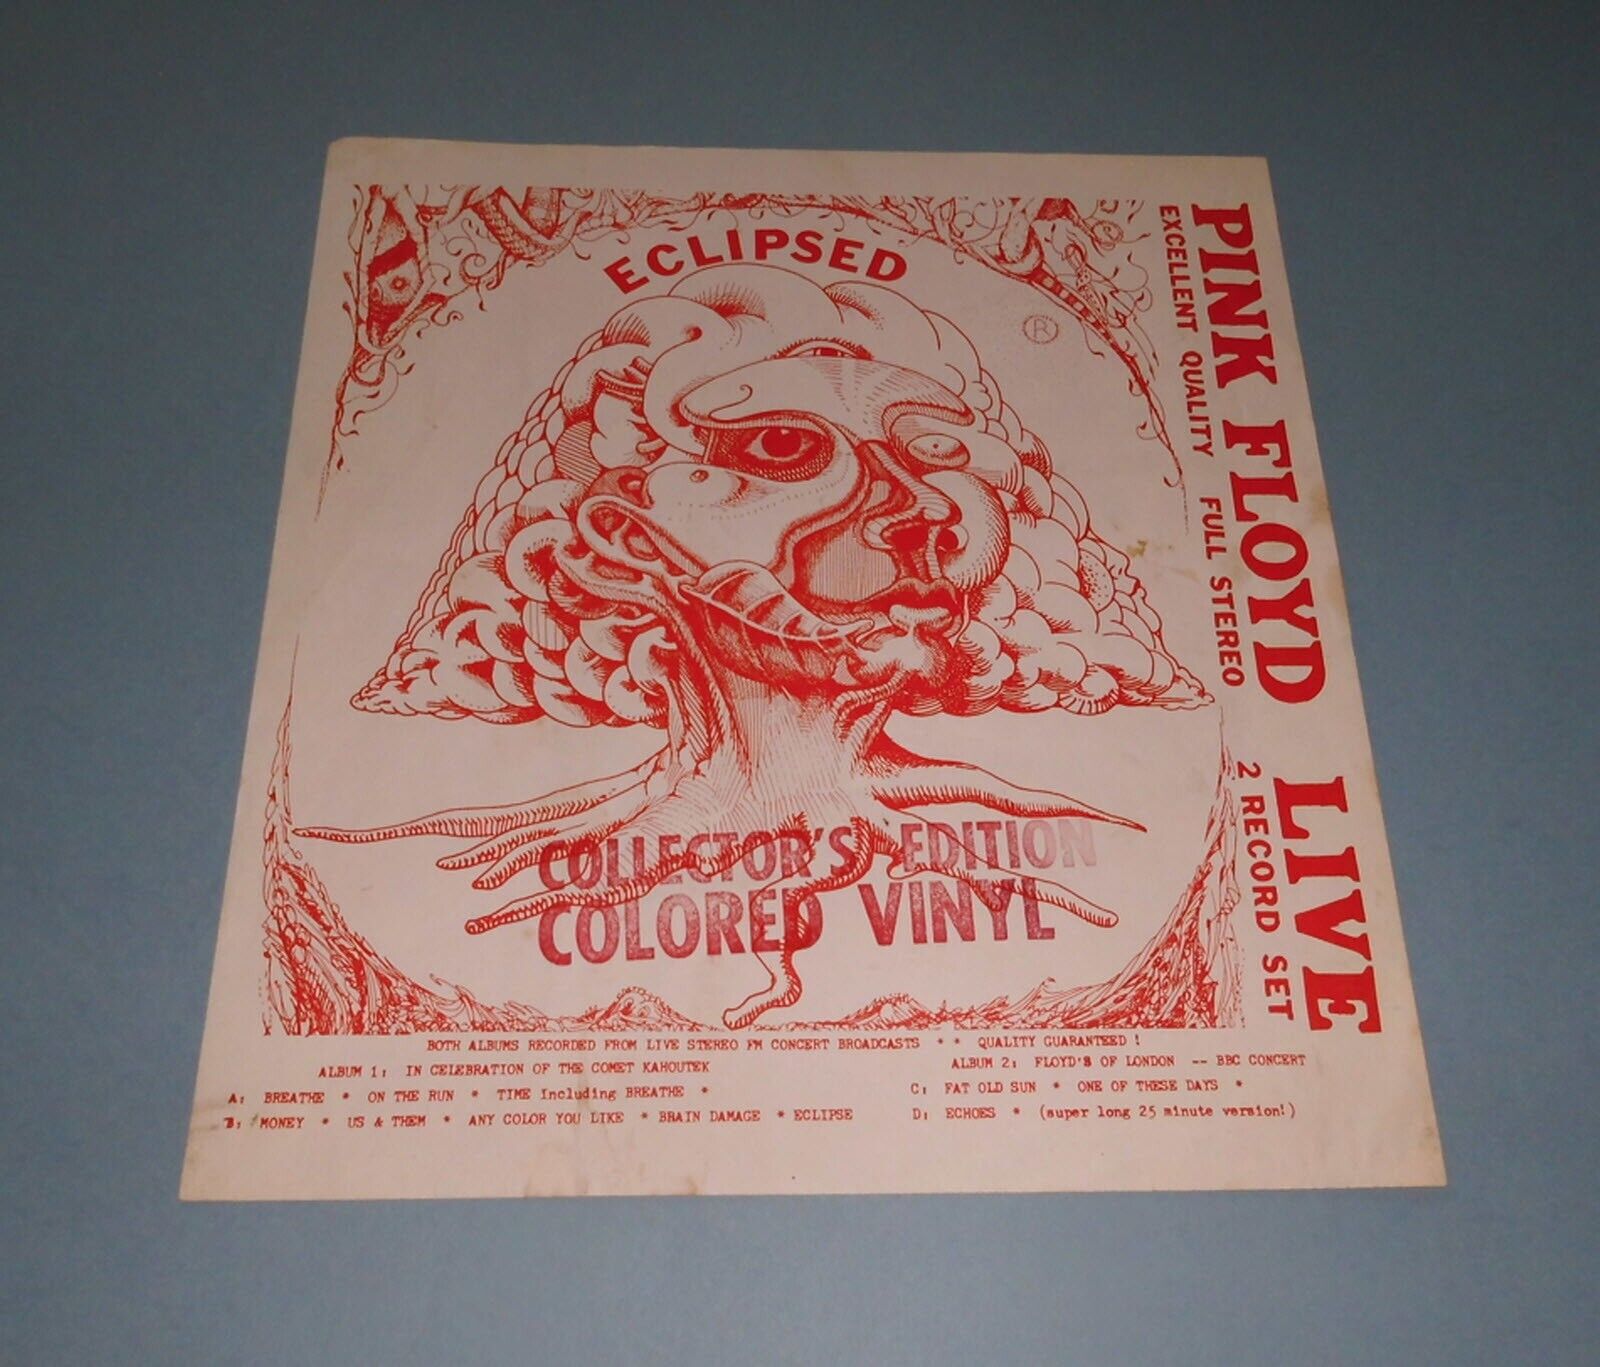 ECLIPSED
R
PINK FLOYD LIVE
EXCELLENT QUALITY FULL STEREO 2 RECORD SET
COLLECTOR'S EDITION
COLORED VINYL
BOTH ALBUMS RECORDED FROM LIVE STEREO FM CONCERT BROADCASTS * * QUALITY GUARANTEED !
ALBUM 1: IN CELEBRATION OF THE COMET KAHOUTEK
A: BREATHE * ON THE RUN * TIME Including BREATHE *
B: MONEY * US & THEM * ANY COLOR YOU LIKE * BRAIN DAMAGE * ECLIPSE
ALBUM 2: FLOYD'S OF LONDON -- BBC CONCERT
C: FAT OLD SUN * ONE OF THESE DAYS *
D: ECHOES * (super long 25 minute version!)